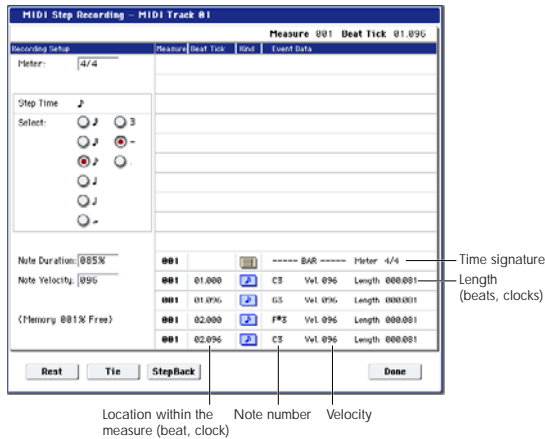 MIDI Step Recording - MIDI Track 01
Measure 001 Beat Tick 01.096
Recording Setup
Measure Beat Tick Kind Event Data
Meter: 4/4
Step Time
Select:
3
-
.
Note Duration: 085%
001 ----- BAR ----- Meter 4/4
Time signature
Note Velocity: 096
001 01.000 C3 Vel. 096 Length 000.081
Length
(beats, clocks)
001 01.096 G3 Vel. 096 Length 000.081
(Memory 001% Free)
001 02.000 F#3 Vel. 096 Length 000.081
001 02.096 C3 Vel. 096 Length 000.081
Rest Tie StepBack Done
Location within the
measure (beat, clock)
Note number
Velocity